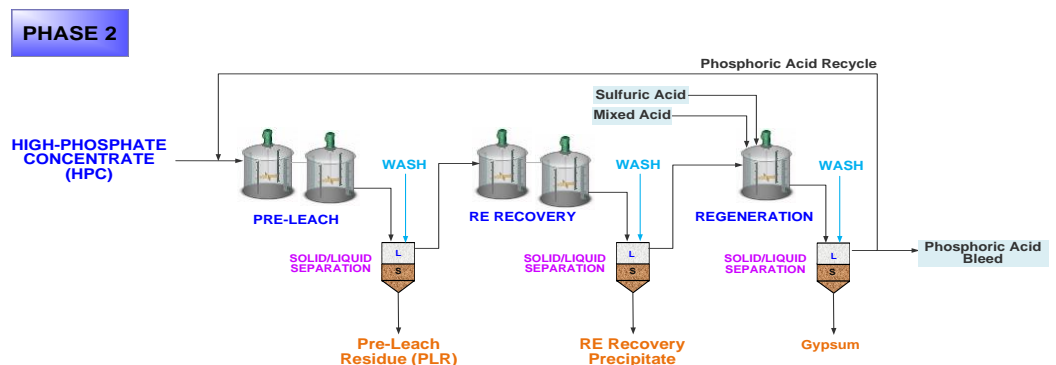 PHASE 2
Phosphoric Acid Recycle
Sulfuric Acid
Mixed Acid
HIGH-PHOSPHATE
CONCENTRATE
(HPC)
WASH
WASH
WASH
PRE-LEACH
RE RECOVERY
REGENERATION
SOLID/LIQUID
SEPARATION
L
S
SOLID/LIQUID
SEPARATION
L
S
SOLID/LIQUID
SEPARATION
L
S
Phosphoric Acid
Bleed
Pre-Leach
Residue (PLR)
RE Recovery
Precipitate
Gypsum